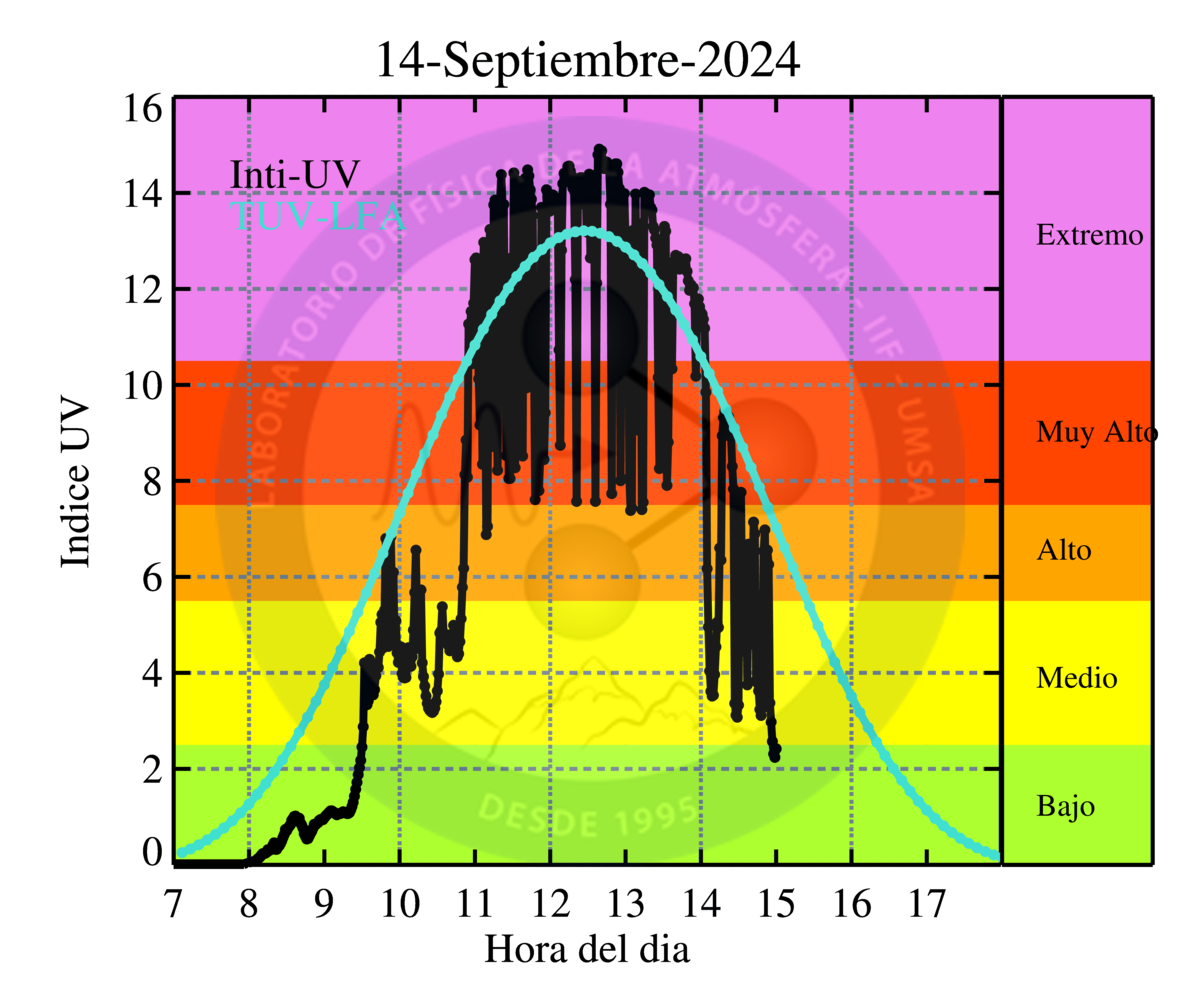 14-Septiembre-2024
Inti-UV
TUV-LFA
Indice UV
16
14
12
10
8
6
4
2
0
Extremo
Muy Alto
Alto
Medio
Bajo
7 8 9 10 11 12 13 14 15 16 17
Hora del dia
LABORATORIO DE FÍSICA DE LA ATMÓSFERA - IIF - UMSA
DESDE 1995